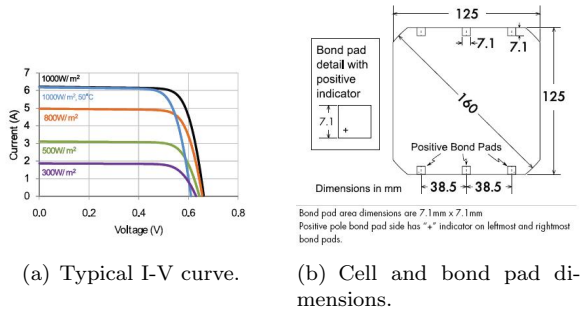 7
6
5
4
3
2
1
0
Current (A)
1000W/m²
1000W/m², 50°C
800W/m²
500W/m²
300W/m²
0,0
0,2
0,4
0,6
0,8
Voltage (V)
(a) Typical I-V curve.
125
7.1
7.1
Bond pad
detail with
positive
indicator
7.1
+
160
125
Positive Bond Pads
Dimensions in mm
38.5
38.5
Bond pad area dimensions are 7.1mm x 7.1mm
Positive pole bond pad side has "+" indicator on leftmost and rightmost
bond pads.
(b) Cell and bond pad di-
mensions.